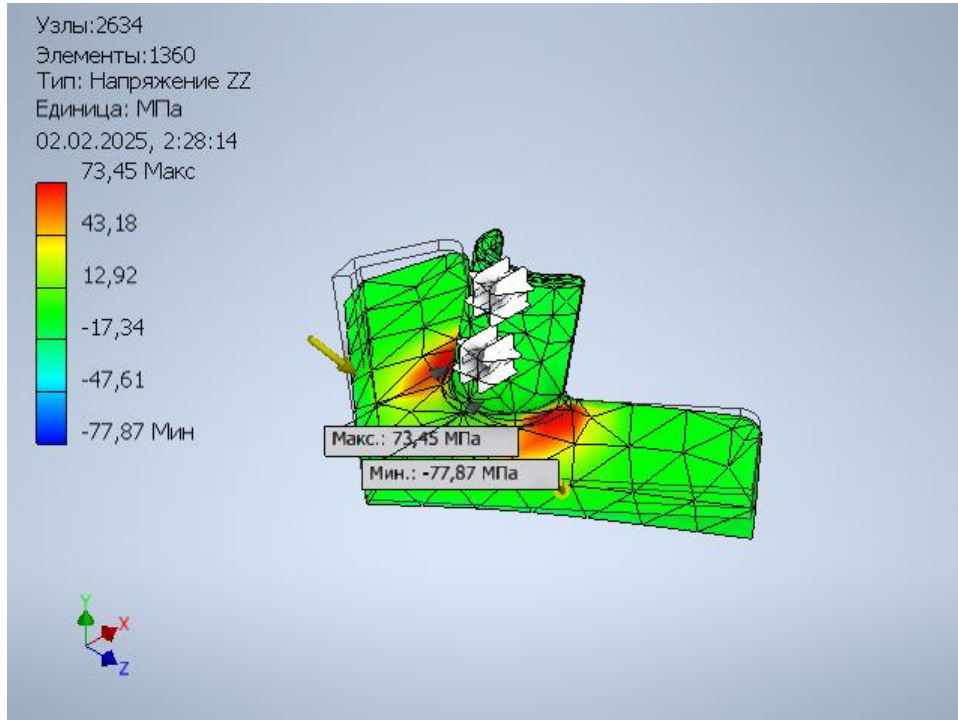 Узлы:2634
Элементы:1360
Тип: Напряжение ZZ
Единица: МПа
02.02.2025, 2:28:14
73,45 Макс
43,18
12,92
-17,34
-47,61
-77,87 Мин
Макс.: 73,45 МПа
Мин.: -77,87 МПа
Y
X
Z